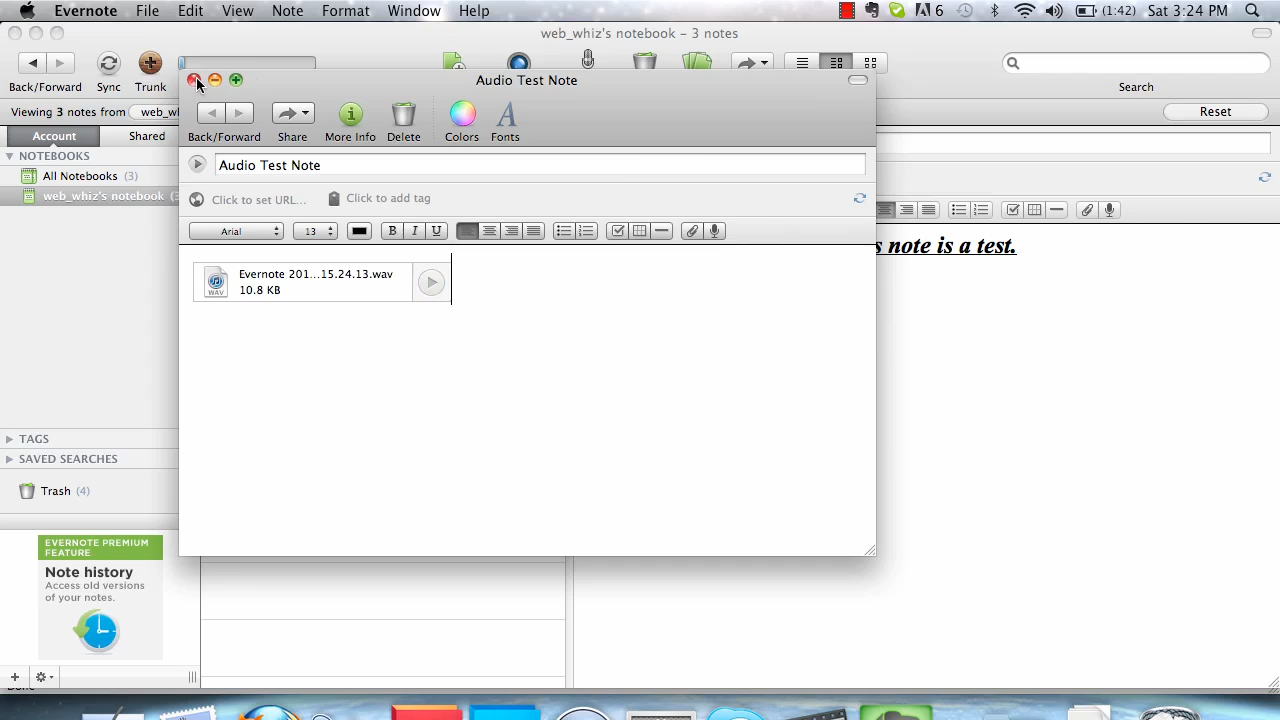 Evernote File Edit View Note Format Window Help 6 (1:42) Sat 3:24 PM
web_whiz's notebook – 3 notes
Back/Forward Sync Trunk Search
Viewing 3 notes from web_w Reset
Account Shared
NOTEBOOKS
All Notebooks (3)
web_whiz's notebook (3
TAGS
SAVED SEARCHES
Trash (4)
EVERNOTE PREMIUM
FEATURE
Note history
Access old versions
of your notes.
Audio Test Note
Back/Forward Share More Info Delete Colors Fonts
Audio Test Note
Click to set URL... Click to add tag
Arial 13 B I U
Evernote 201...15.24.13.wav
10.8 KB
WAV
s note is a test.